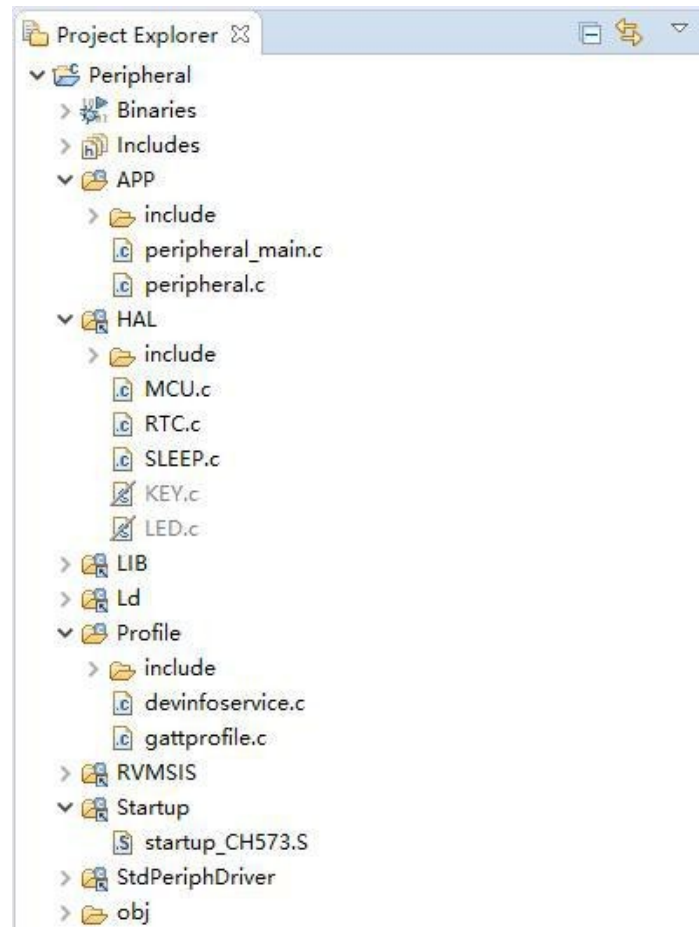 Project Explorer
Peripheral
Binaries
Includes
APP
include
peripheral_main.c
peripheral.c
HAL
include
MCU.c
RTC.c
SLEEP.c
KEY.c
LED.c
LIB
Ld
Profile
include
devinfoservice.c
gattprofile.c
RVMSIS
Startup
startup_CH573.S
StdPeriphDriver
obj